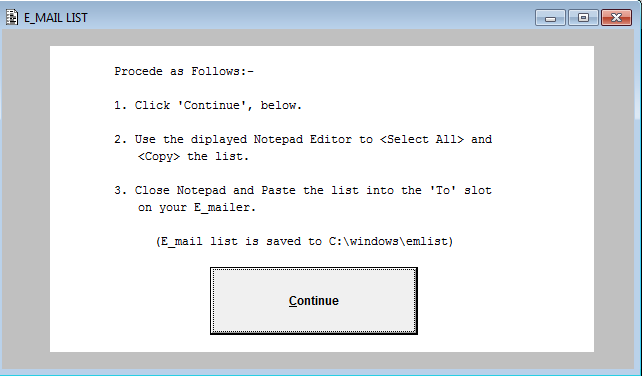 E_MAIL LIST
Procede as Follows:-
1. Click 'Continue', below.
2. Use the diplayed Notepad Editor to <Select All> and
<Copy> the list.
3. Close Notepad and Paste the list into the 'To' slot
on your E_mailer.
(E_mail list is saved to C:\windows\emlist)
Continue